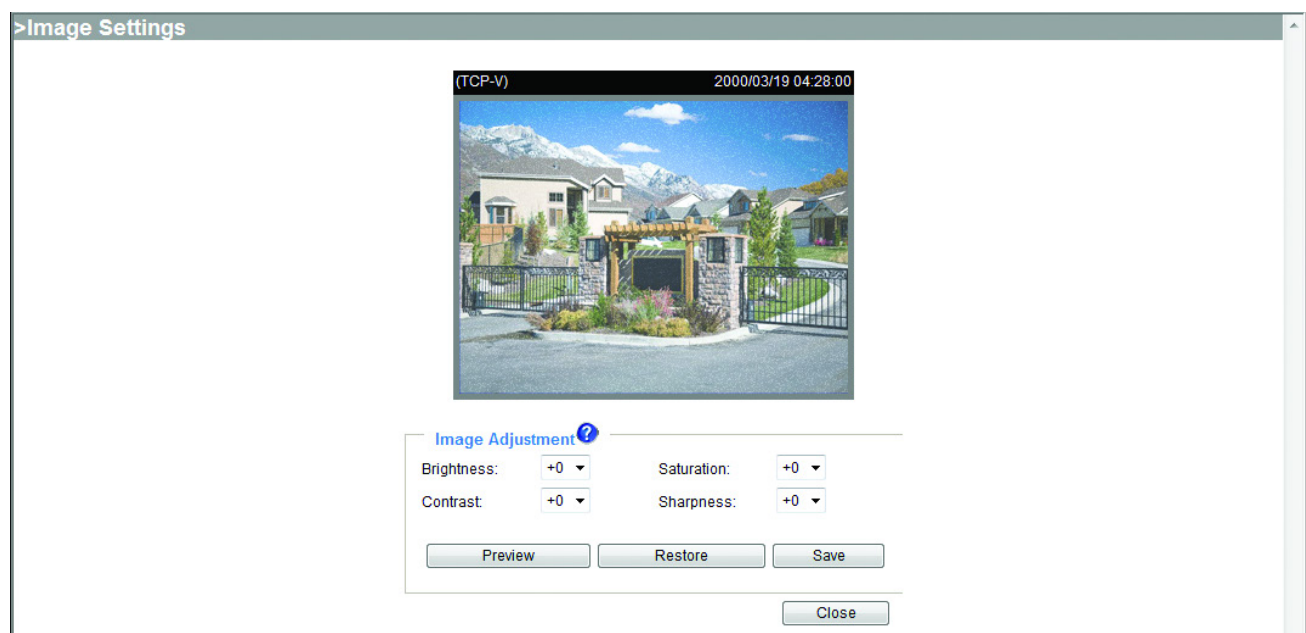 >Image Settings
(TCP-V) 2000/03/19 04:28:00
Image Adjustment ?
Brightness: +0 Saturation: +0
Contrast: +0 Sharpness: +0
Preview Restore Save
Close